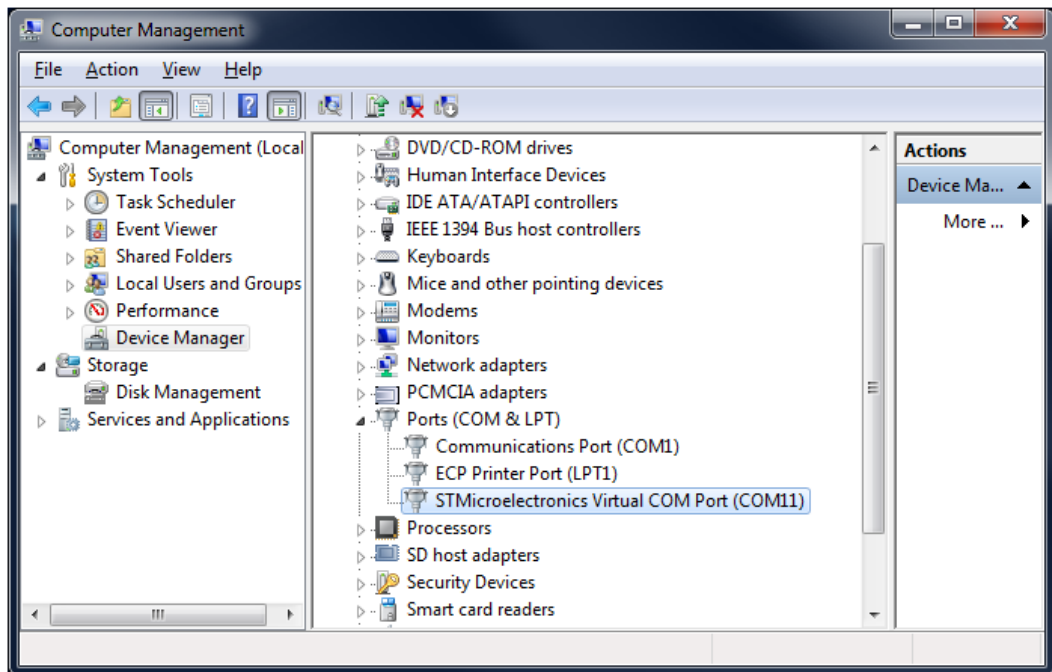 Computer Management
File Action View Help
Computer Management (Local
System Tools
Task Scheduler
Event Viewer
Shared Folders
Local Users and Groups
Performance
Device Manager
Storage
Disk Management
Services and Applications
DVD/CD-ROM drives
Human Interface Devices
IDE ATA/ATAPI controllers
IEEE 1394 Bus host controllers
Keyboards
Mice and other pointing devices
Modems
Monitors
Network adapters
PCMCIA adapters
Ports (COM & LPT)
Communications Port (COM1)
ECP Printer Port (LPT1)
STMicroelectronics Virtual COM Port (COM11)
Processors
SD host adapters
Security Devices
Smart card readers
Actions
Device Ma...
More ...